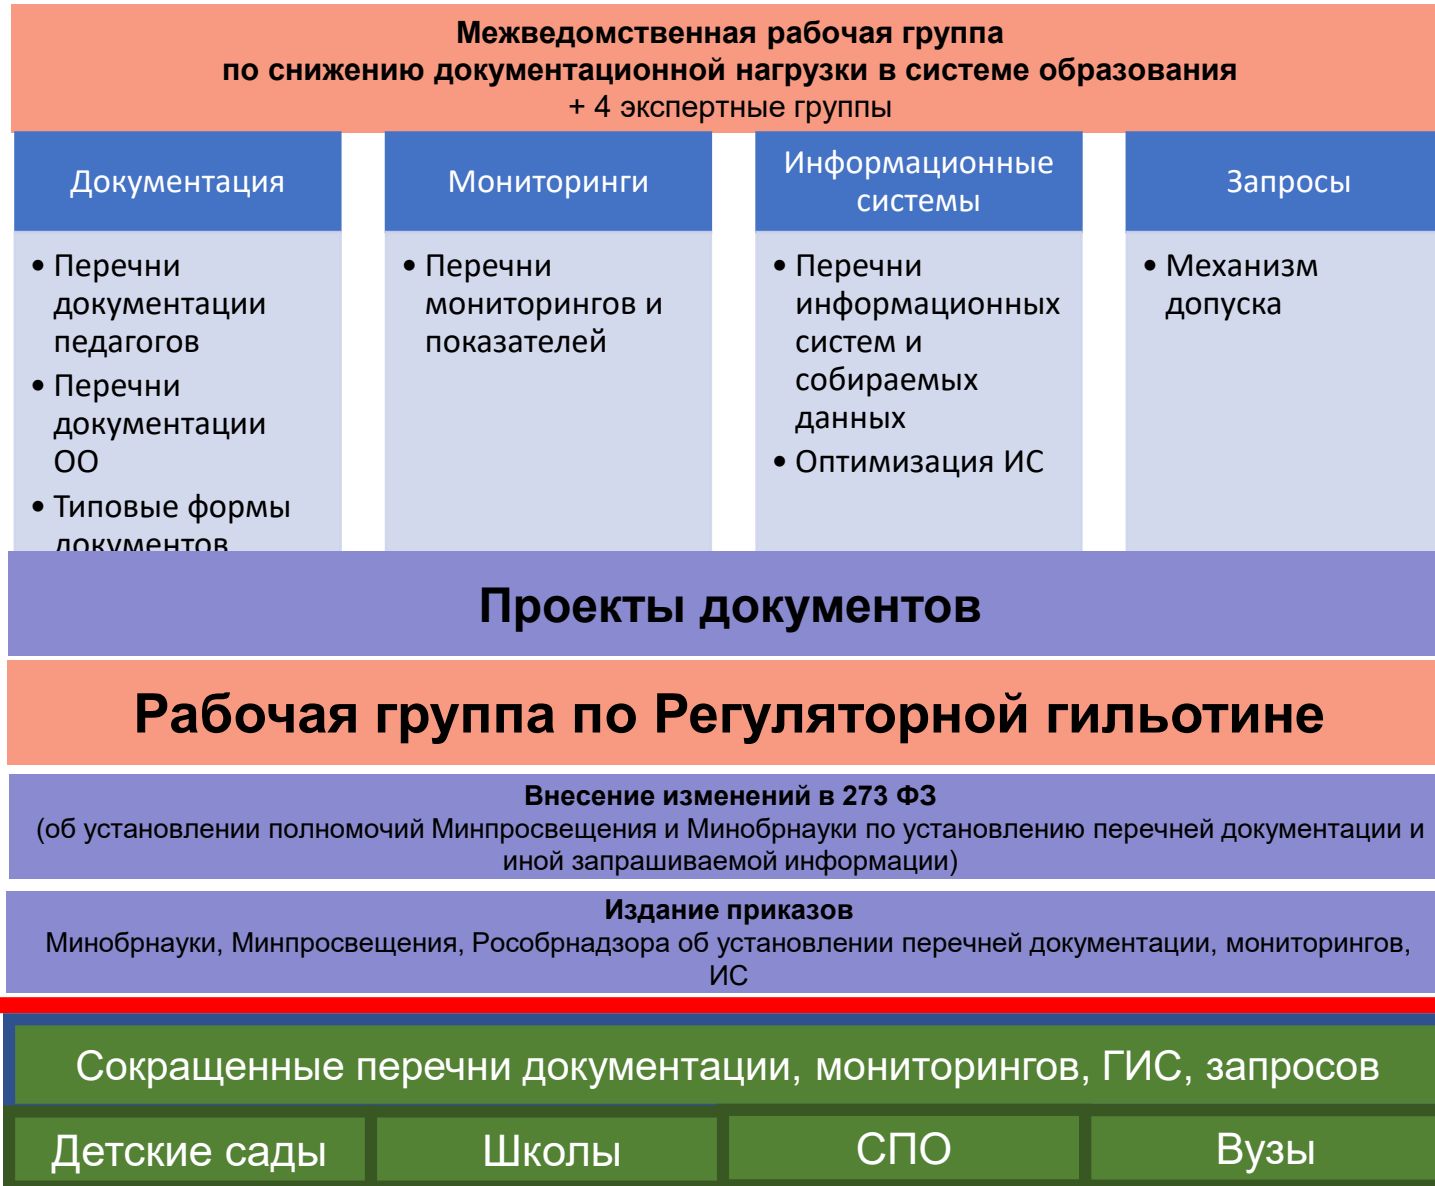 Межведомственная рабочая группа
по снижению документационной нагрузки в системе образования
+ 4 экспертные группы
Документация
• Перечни
документации
педагогов
• Перечни
документации
ОО
• Типовые формы
документов
Мониторинги
• Перечни
мониторингов и
показателей
Информационные
системы
• Перечни
информационных
систем и
собираемых
данных
• Оптимизация ИС
Запросы
• Механизм
допуска
Проекты документов
Рабочая группа по Регуляторной гильотине
Внесение изменений в 273 ФЗ
(об установлении полномочий Минпросвещения и Минобрнауки по установлению перечней документации и
иной запрашиваемой информации)
Издание приказов
Минобрнауки, Минпросвещения, Рособрнадзора об установлении перечней документации, мониторингов,
ИС
Сокращенные перечни документации, мониторингов, ГИС, запросов
Детские сады
Школы
СПО
Вузы